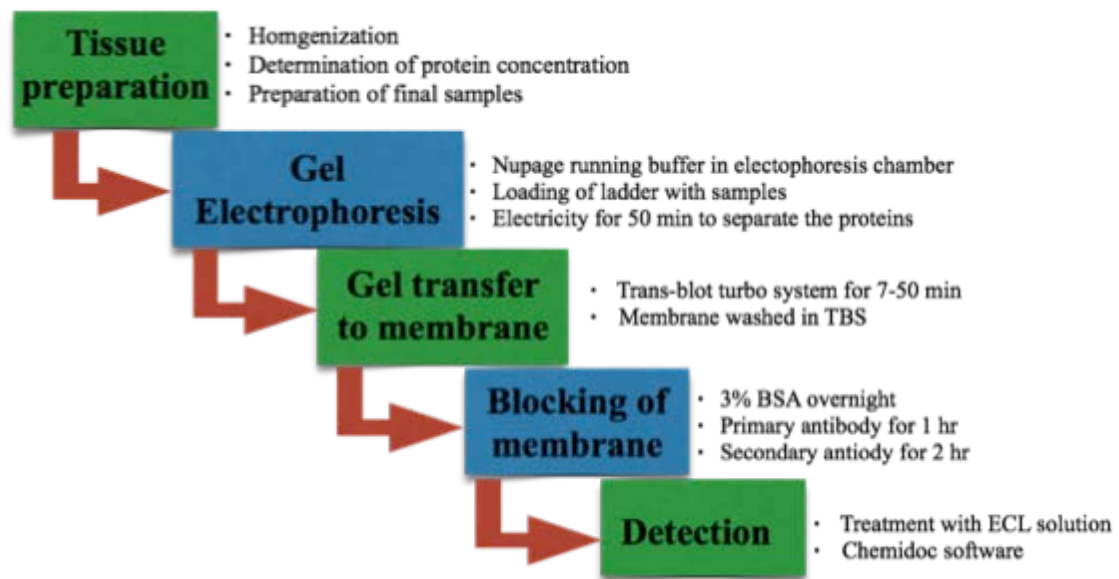 Tissue
preparation
· Homgenization
· Determination of protein concentration
· Preparation of final samples
Gel
Electrophoresis
· Nupage running buffer in electophoresis chamber
· Loading of ladder with samples
· Electricity for 50 min to separate the proteins
Gel transfer
to membrane
· Trans-blot turbo system for 7-50 min
· Membrane washed in TBS
Blocking of
membrane
· 3% BSA overnight
· Primary antibody for 1 hr
· Secondary antiody for 2 hr
Detection
· Treatment with ECL solution
· Chemidoc software